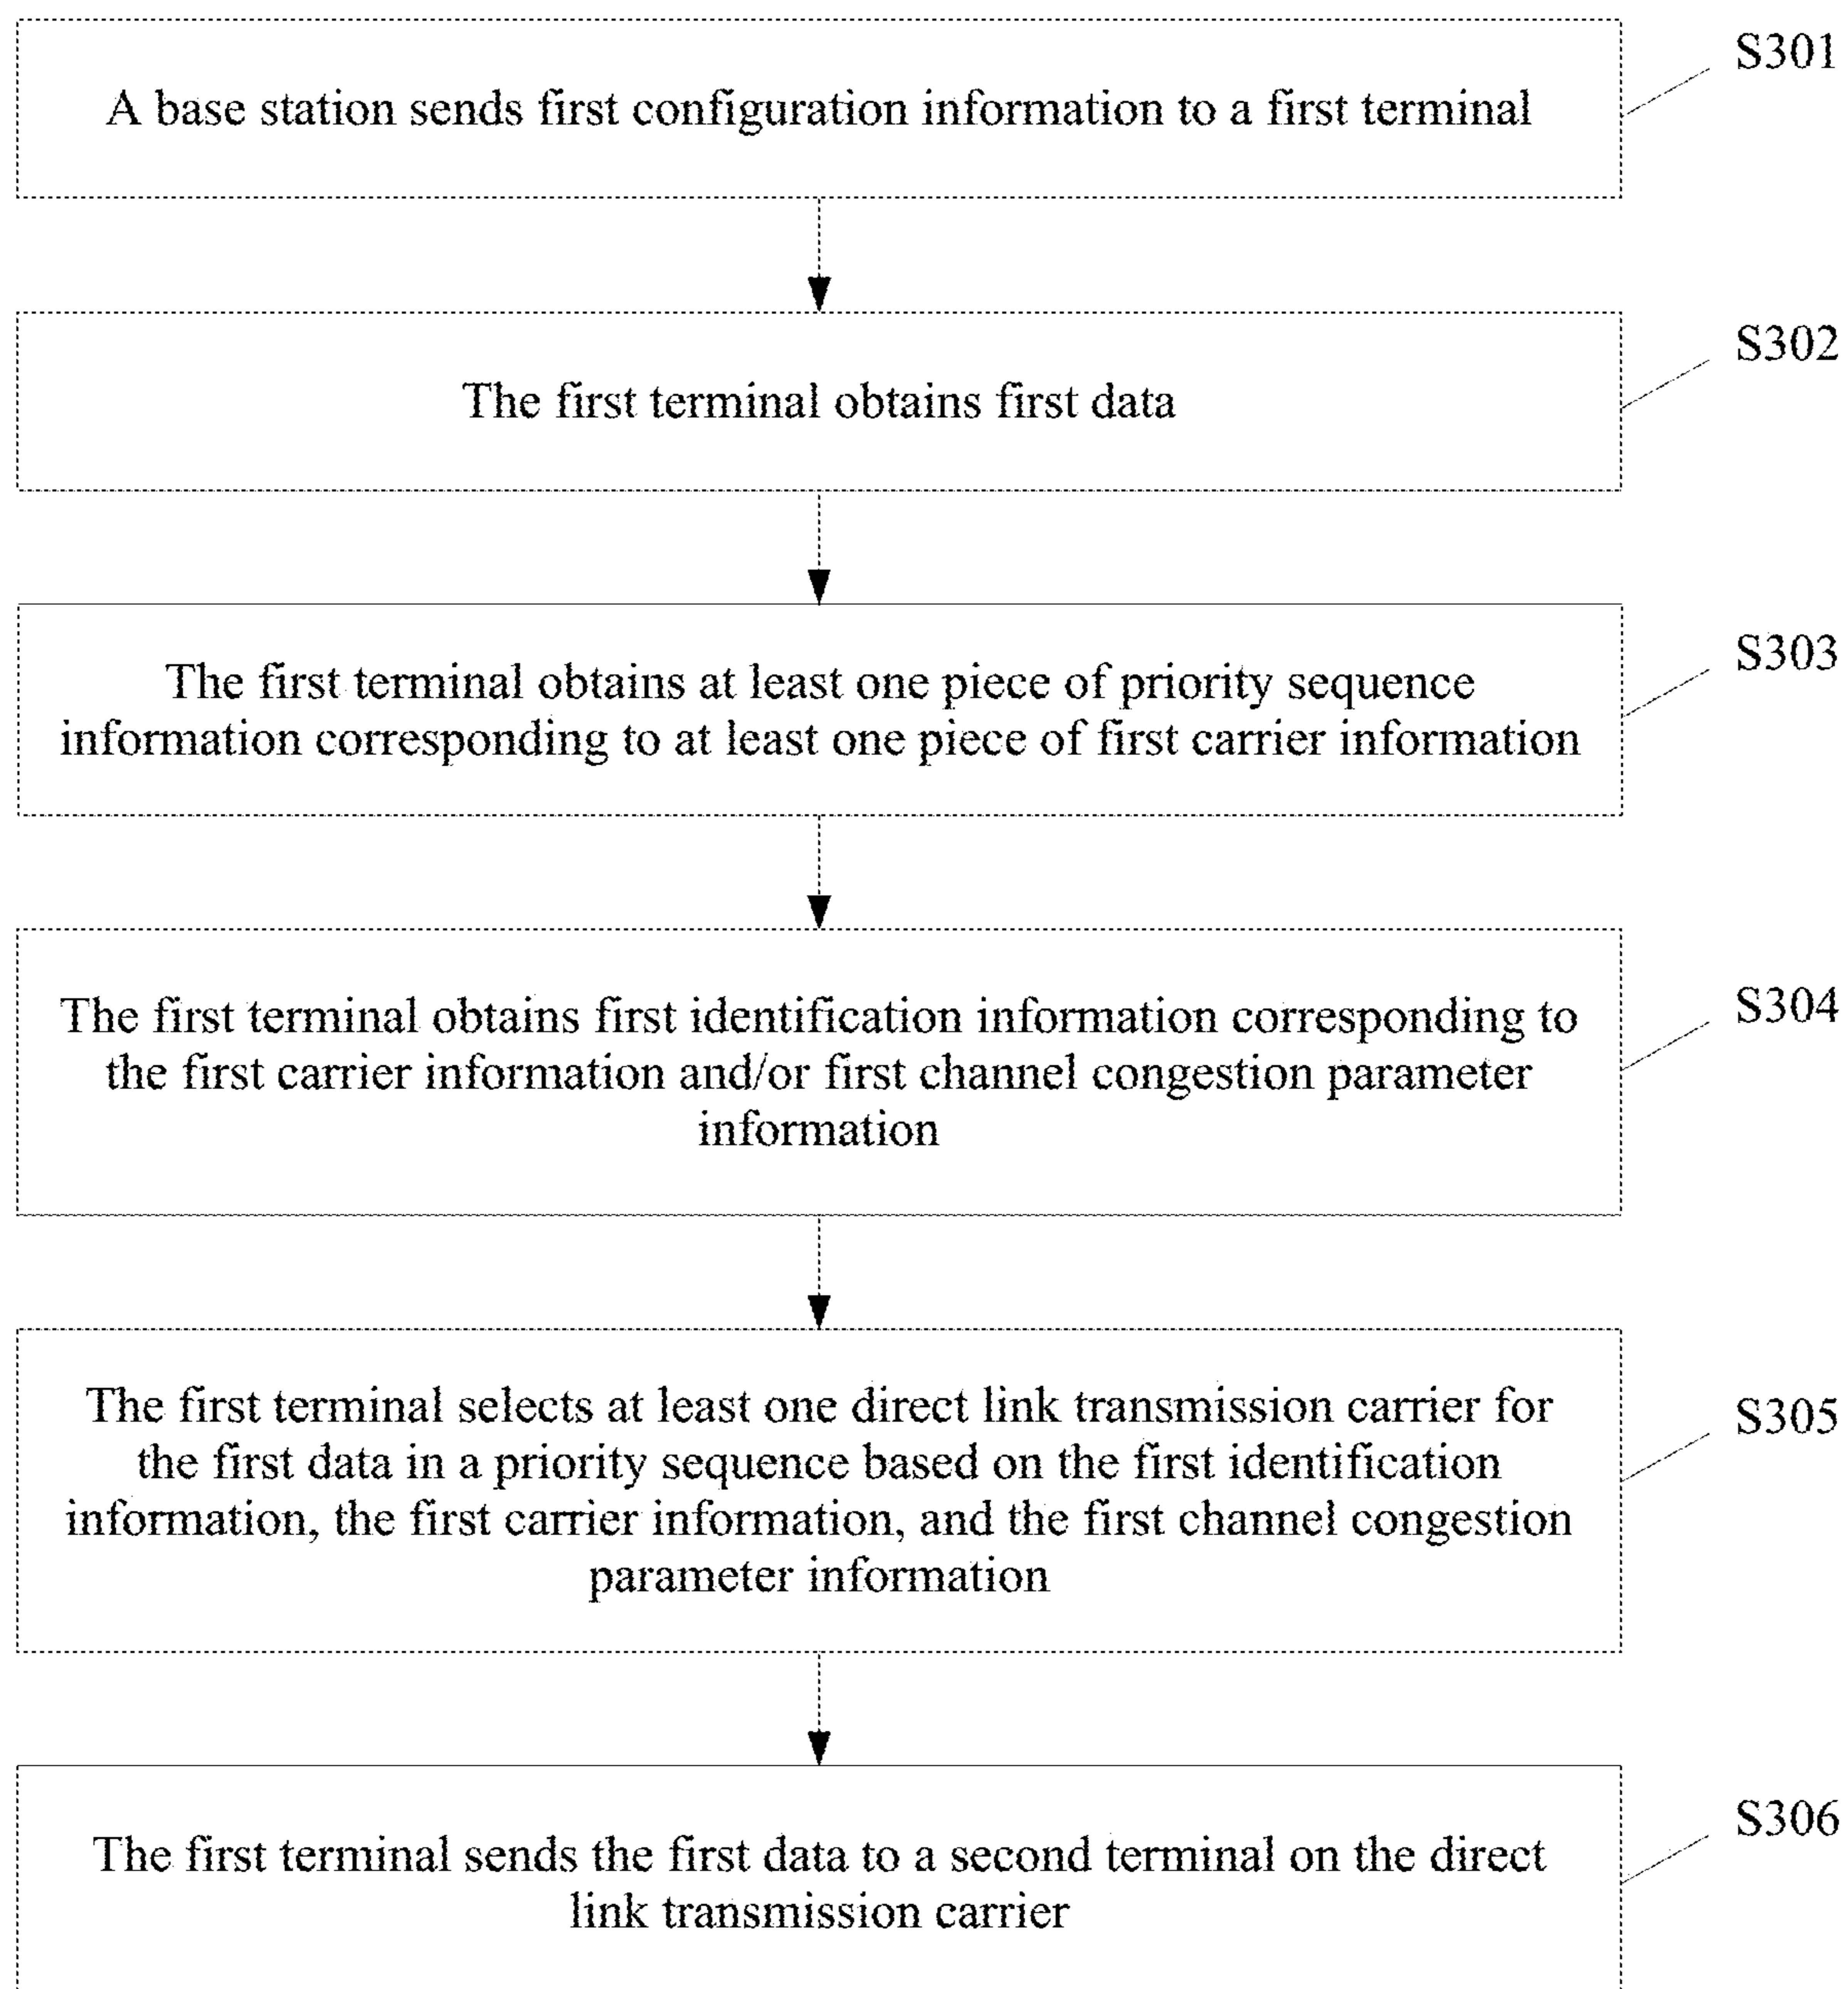 A base station sends first configuration information to a first terminal
S301
The first terminal obtains first data
S302
The first terminal obtains at least one piece of priority sequence
information corresponding to at least one piece of first carrier information
S303
The first terminal obtains first identification information corresponding to
the first carrier information and/or first channel congestion parameter
information
S304
The first terminal selects at least one direct link transmission carrier for
the first data in a priority sequence based on the first identification
information, the first carrier information, and the first channel congestion
parameter information
S305
The first terminal sends the first data to a second terminal on the direct
link transmission carrier
S306